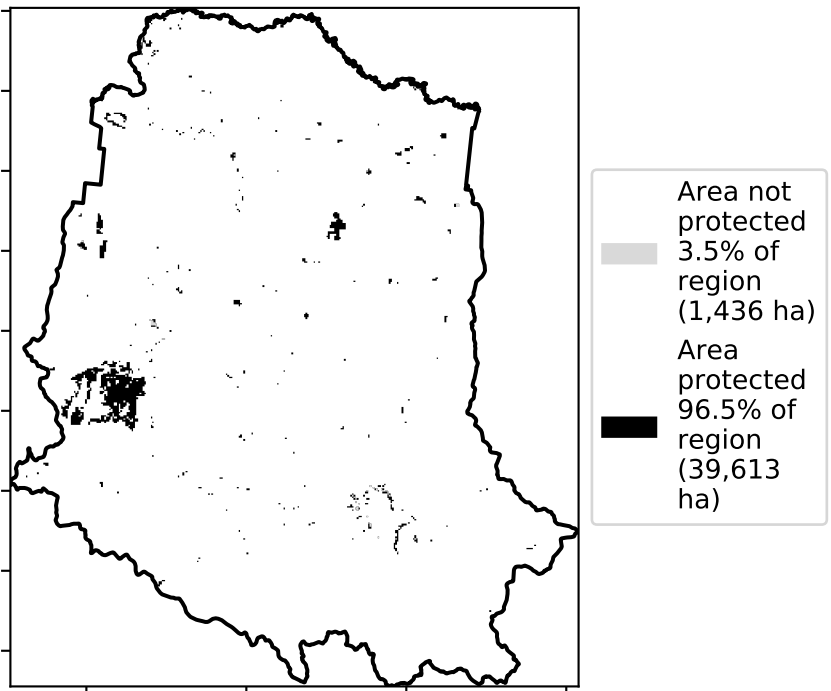 Area not
protected
3.5% of
region
(1,436 ha)
Area
protected
96.5% of
region
(39,613
ha)